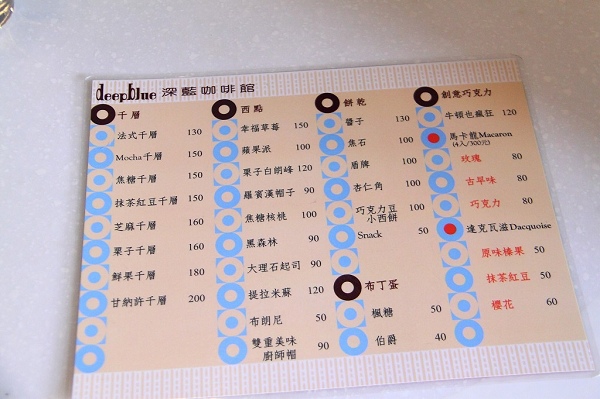 deepblue 深藍咖啡館
千層
法式千層 130
Mocha千層 150
焦糖千層 150
抹茶紅豆千層 150
芝麻千層 160
栗子千層 160
鮮果千層 180
甘納許千層 200
西點
幸福草莓 150
蘋果派 100
栗子白朗峰 120
羅賓漢帽子 90
焦糖核桃 100
黑森林 90
大理石起司 90
提拉米蘇 120
布朗尼 50
雙重美味
廚師帽 90
餅乾
骰子 130
焦石 100
盾牌 100
杏仁角 100
巧克力豆
小西餅 100
Snack 50
布丁蛋
楓糖 50
伯爵 40
創意巧克力
牛頓也瘋狂 120
馬卡龍Macaron
(4入/300元)
玫瑰 80
古早味 80
巧克力 80
達克瓦滋Dacquoise
原味榛果 50
抹茶紅豆 50
櫻花 60